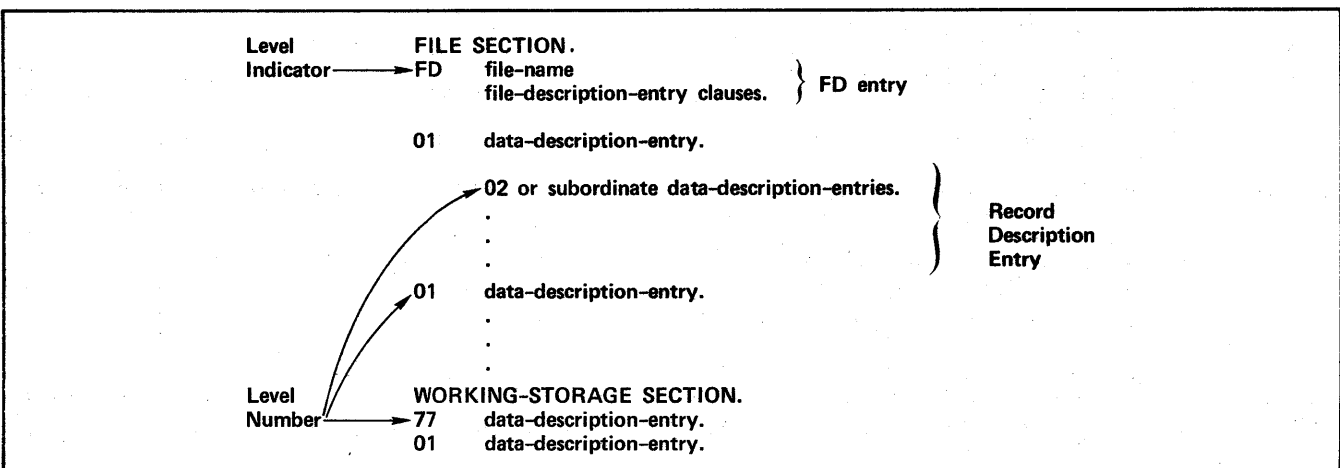 Level FILE SECTION.
Indicator FD file-name
file-description-entry clauses. FD entry
01 data-description-entry.
02 or subordinate data-description-entries.
.
.
.
Record
Description
Entry
01 data-description-entry.
.
.
.
Level WORKING-STORAGE SECTION.
Number 77 data-description-entry.
01 data-description-entry.